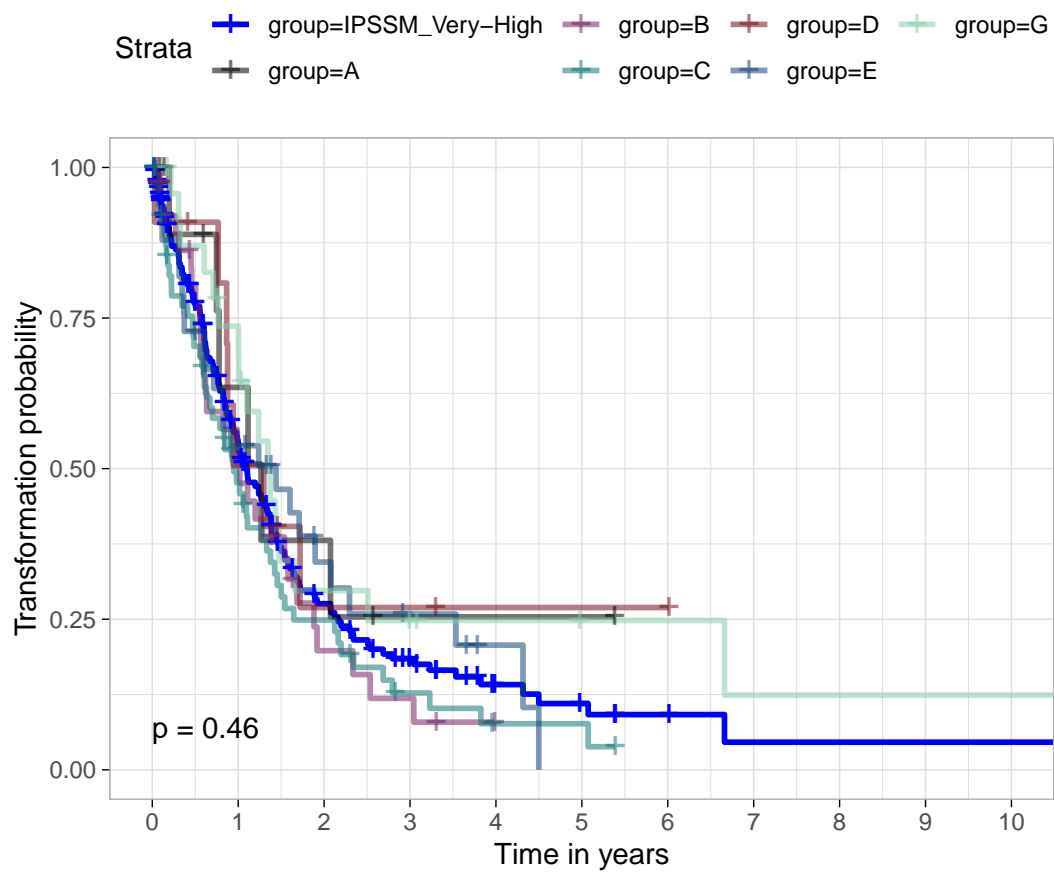 Strata
group=IPSSM_Very−High
group=B
group=D
group=G
group=A
group=C
group=E
Transformation probability
1.00
0.75
0.50
0.25
0.00
p = 0.46
0 1 2 3 4 5 6 7 8 9 10
Time in years